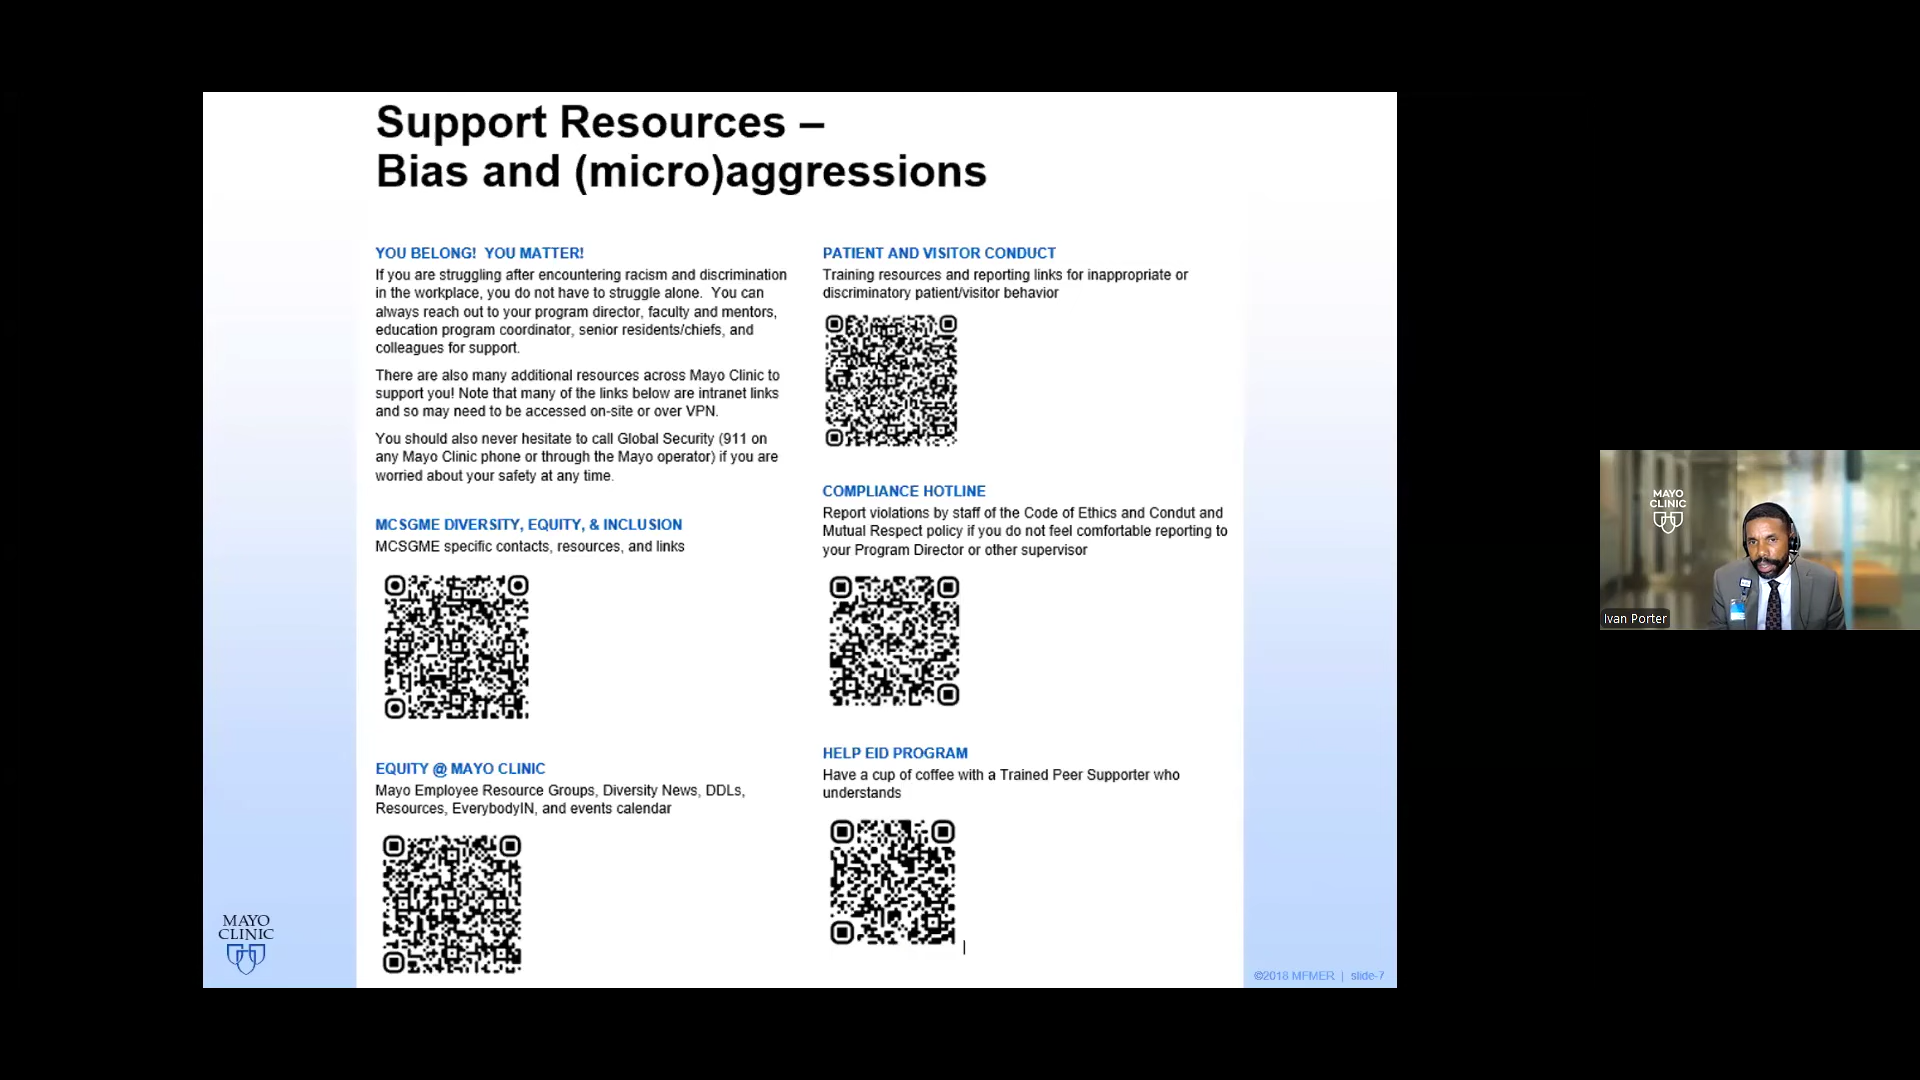 Support Resources –
Bias and (micro)aggressions
YOU BELONG!  YOU MATTER!
If you are struggling after encountering racism and discrimination
in the workplace, you do not have to struggle alone.  You can
always reach out to your program director, faculty and mentors,
education program coordinator, senior residents/chiefs, and
colleagues for support.
There are also many additional resources across Mayo Clinic to
support you! Note that many of the links below are intranet links
and so may need to be accessed on-site or over VPN.
You should also never hesitate to call Global Security (911 on
any Mayo Clinic phone or through the Mayo operator) if you are
worried about your safety at any time.
MCSGME DIVERSITY, EQUITY, & INCLUSION
MCSGME specific contacts, resources, and links
EQUITY @ MAYO CLINIC
Mayo Employee Resource Groups, Diversity News, DDLs,
Resources, EverybodyIN, and events calendar
PATIENT AND VISITOR CONDUCT
Training resources and reporting links for inappropriate or
discriminatory patient/visitor behavior
COMPLIANCE HOTLINE
Report violations by staff of the Code of Ethics and Condut and
Mutual Respect policy if you do not feel comfortable reporting to
your Program Director or other supervisor
HELP EID PROGRAM
Have a cup of coffee with a Trained Peer Supporter who
understands
MAYO
CLINIC
©2018 MFMER | slide-7
MAYO
CLINIC
Ivan Porter